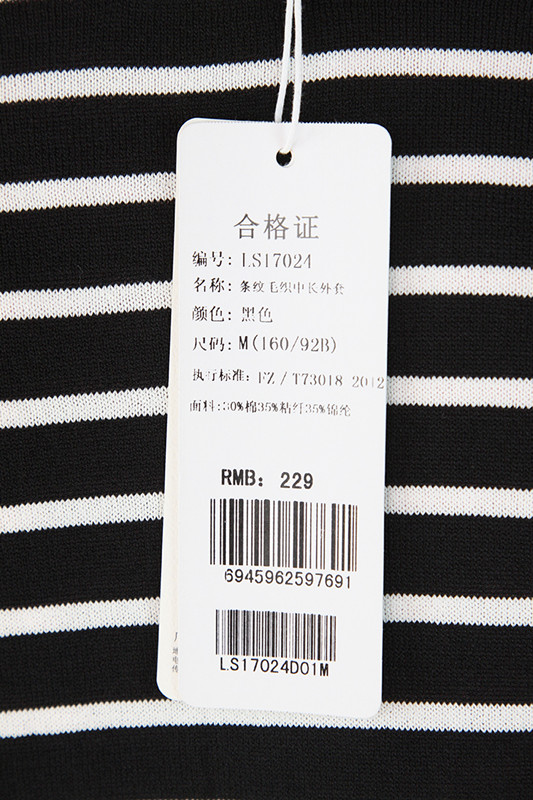 合格证
编号: LS17024
名称: 条纹毛织中长外套
颜色: 黑色
尺码: M(160/92B)
执行标准: FZ/T73018 2012
面料:30%棉35%粘纤35%锦纶
RMB: 229
6945962597691
LS17024D01M